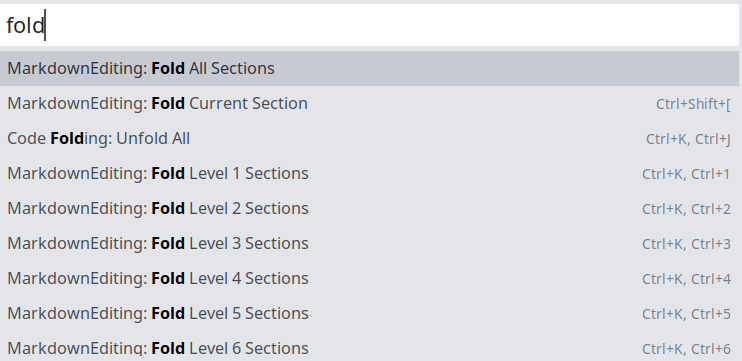 fold
MarkdownEditing: Fold All Sections
MarkdownEditing: Fold Current Section Ctrl+Shift+[
Code Folding: Unfold All Ctrl+K, Ctrl+J
MarkdownEditing: Fold Level 1 Sections Ctrl+K, Ctrl+1
MarkdownEditing: Fold Level 2 Sections Ctrl+K, Ctrl+2
MarkdownEditing: Fold Level 3 Sections Ctrl+K, Ctrl+3
MarkdownEditing: Fold Level 4 Sections Ctrl+K, Ctrl+4
MarkdownEditing: Fold Level 5 Sections Ctrl+K, Ctrl+5
MarkdownEditing: Fold Level 6 Sections Ctrl+K, Ctrl+6